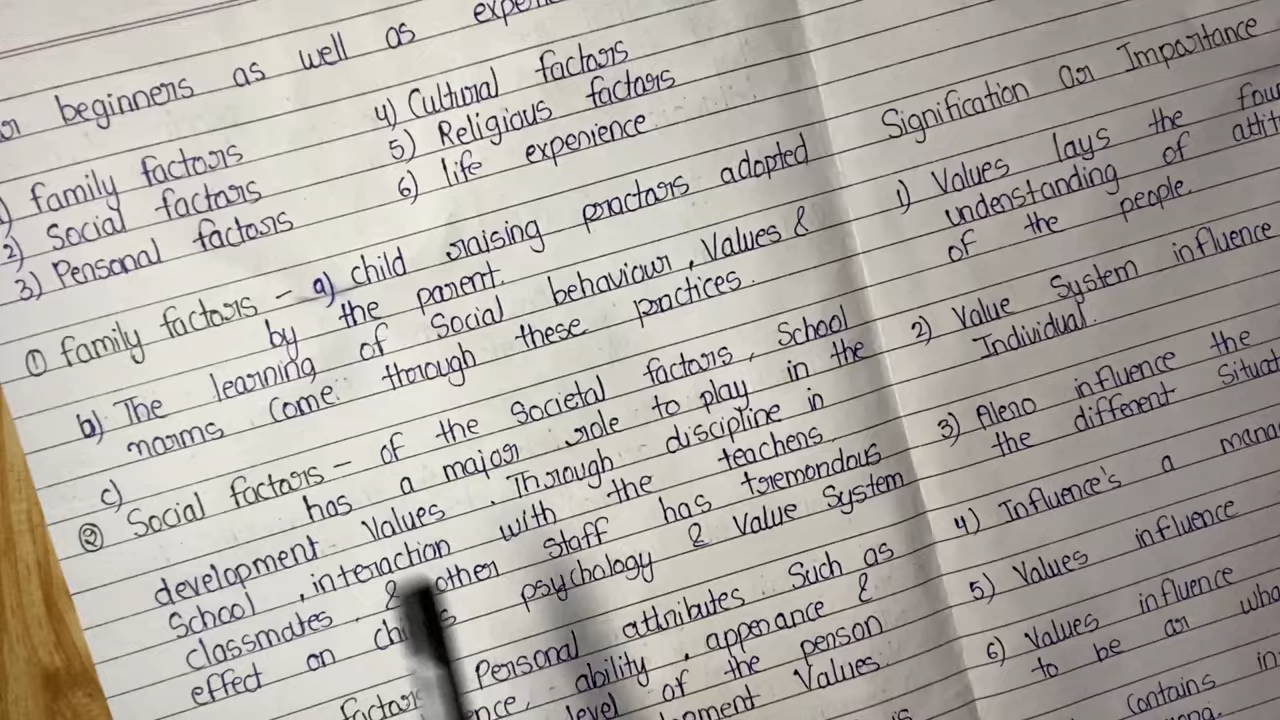 beginners as well as
family factors
2) Social factors
3) Personal factors
4) Cultural factors
5) Religious factors
6) life experience
① family factors - a) child raising practors adopted
by the parent.
b) The learning of Social behaviour, Values &
norms come thorough these practices.
c)
② Social factors - of the Societal factors, School
has a major role to play in the
development Values. Through discipline in
School, interaction with the teachers
classmates & other Staff has tremondous
effect on psychology & Value System
factors Personal attributes Such as
ability, apperance &
level of the person
Values.
Signification or Importance
1) Values lays the
understanding of
of the people.
2) Value System influence
Individual.
3) Aleno influence the
the different
4) Influence's a
5) Values influence
6) Values influence
to be or
Contains